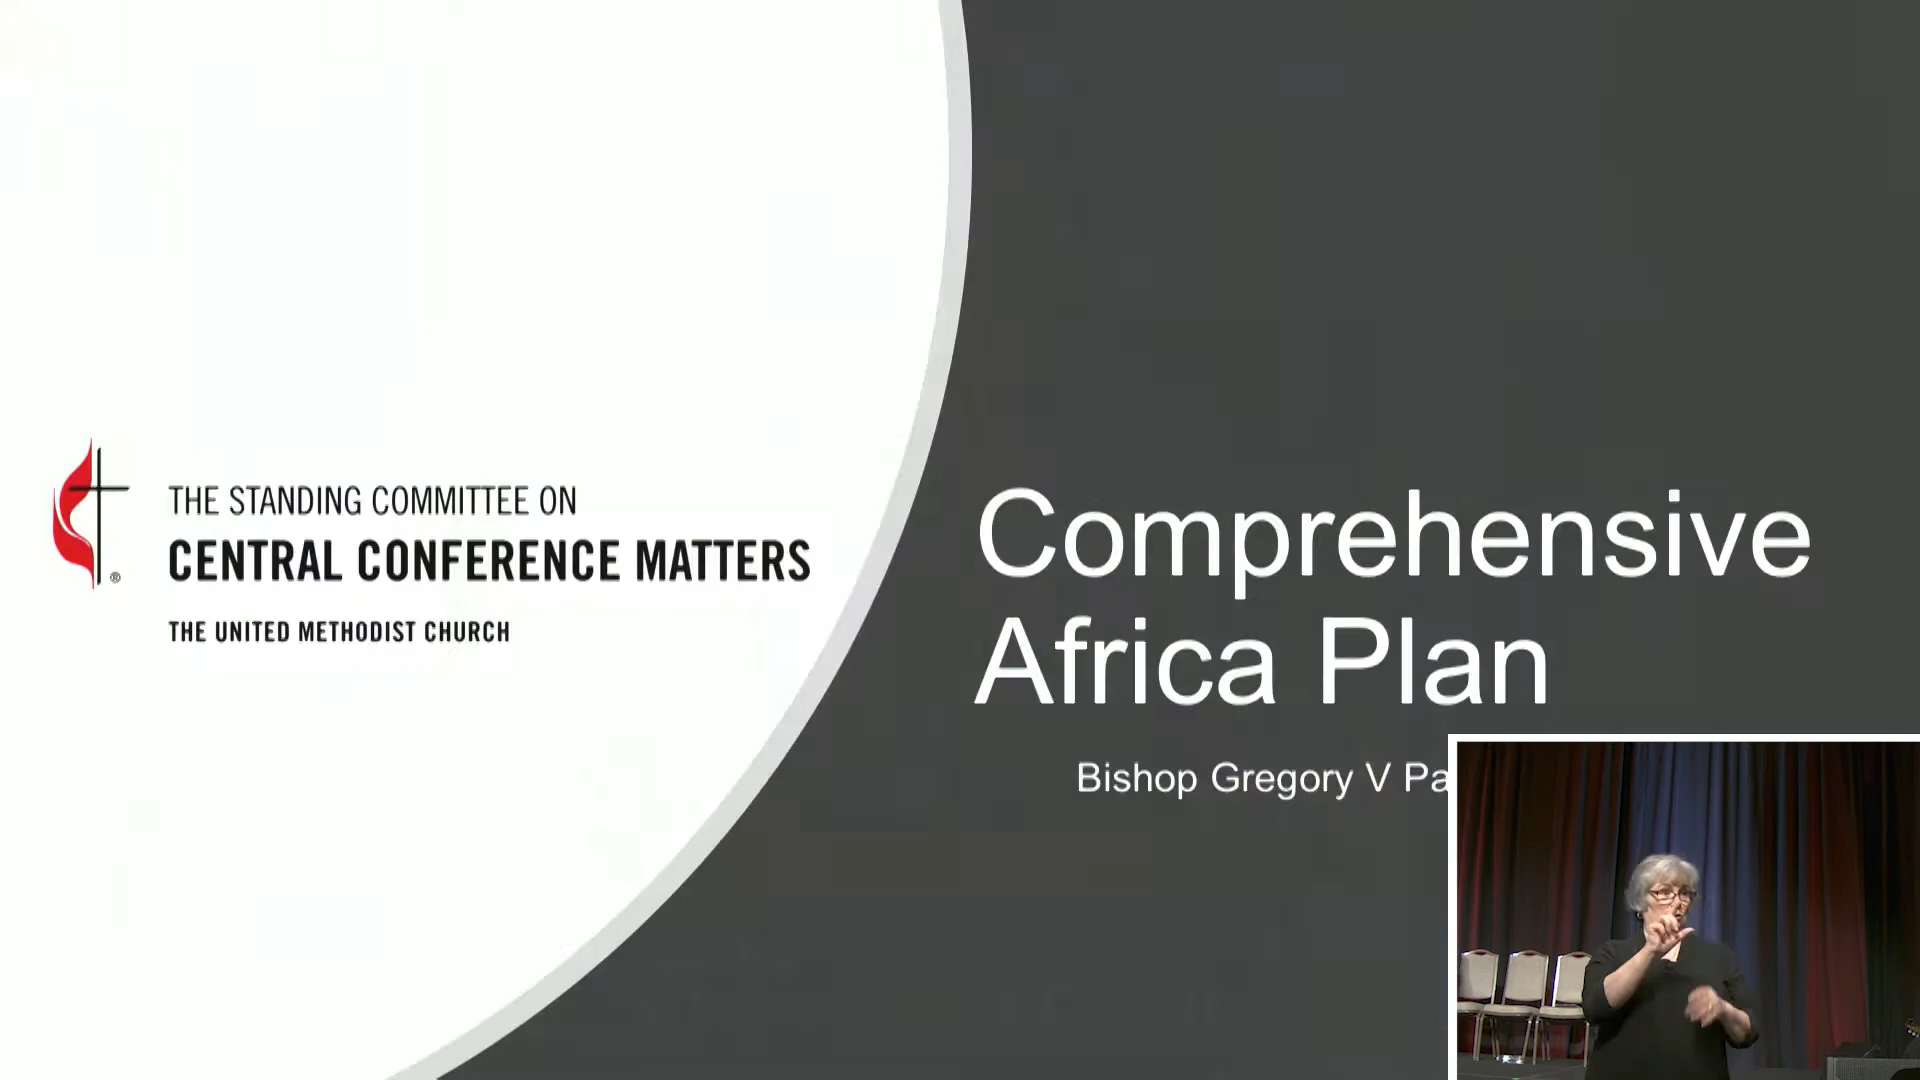 THE STANDING COMMITTEE ON
CENTRAL CONFERENCE MATTERS
®
THE UNITED METHODIST CHURCH
Comprehensive
Africa Plan
Bishop Gregory V